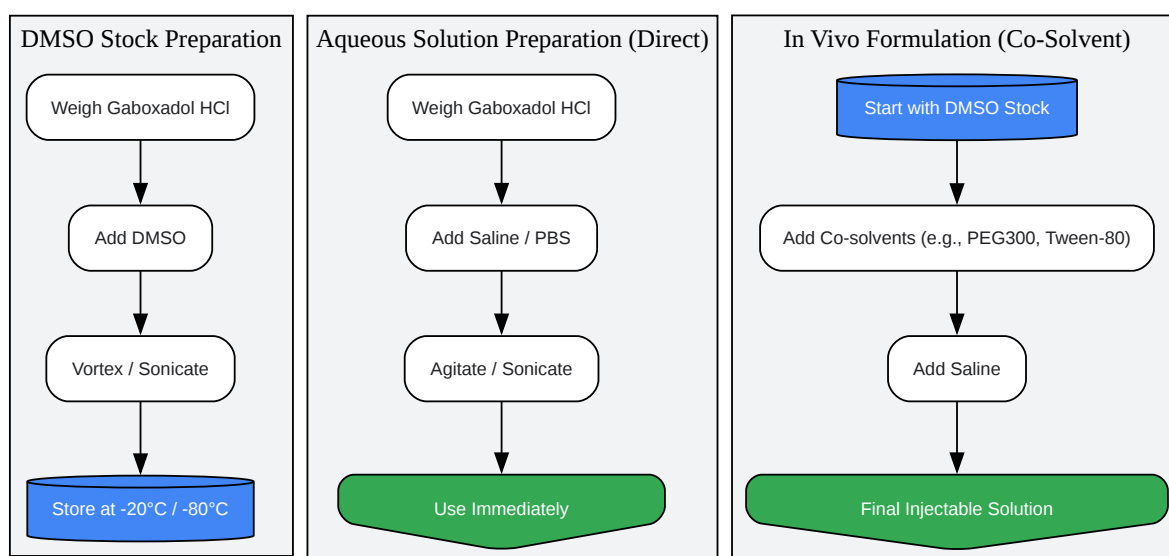 DMSO Stock Preparation
Weigh Gaboxadol HCl
Add DMSO
Vortex / Sonicate
Store at -20°C / -80°C
Aqueous Solution Preparation (Direct)
Weigh Gaboxadol HCl
Add Saline / PBS
Agitate / Sonicate
Use Immediately
In Vivo Formulation (Co-Solvent)
Start with DMSO Stock
Add Co-solvents (e.g., PEG300, Tween-80)
Add Saline
Final Injectable Solution